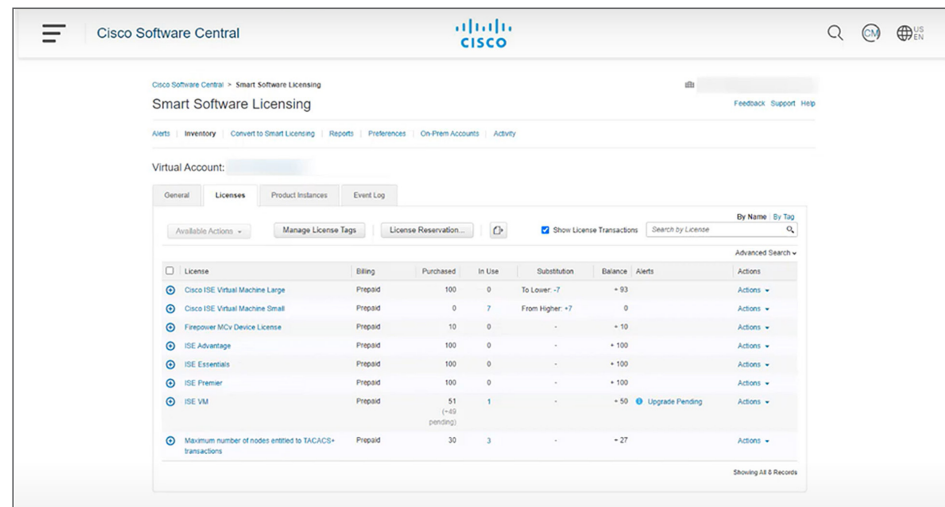 Cisco Software Central
CISCO
CM
US
EN
Cisco Software Central > Smart Software Licensing
Smart Software Licensing
Feedback Support Help
Alerts | Inventory | Convert to Smart Licensing | Reports | Preferences | On-Prem Accounts | Activity
Virtual Account:
General Licenses Product Instances Event Log
By Name | By Tag
Available Actions Manage License Tags License Reservation... Show License Transactions Search by License
Advanced Search
License Billing Purchased In Use Substitution Balance Alerts Actions
Cisco ISE Virtual Machine Large Prepaid 100 0 To Lower: -7 + 93 Actions
Cisco ISE Virtual Machine Small Prepaid 0 7 From Higher: +7 0 Actions
Firepower MCv Device License Prepaid 10 0 - + 10 Actions
ISE Advantage Prepaid 100 0 - + 100 Actions
ISE Essentials Prepaid 100 0 - + 100 Actions
ISE Premier Prepaid 100 0 - + 100 Actions
ISE VM Prepaid 51 1 - + 50 Upgrade Pending Actions
(+49
pending)
Maximum number of nodes entitled to TACACS+ Prepaid 30 3 - + 27 Actions
transactions
Showing All 8 Records